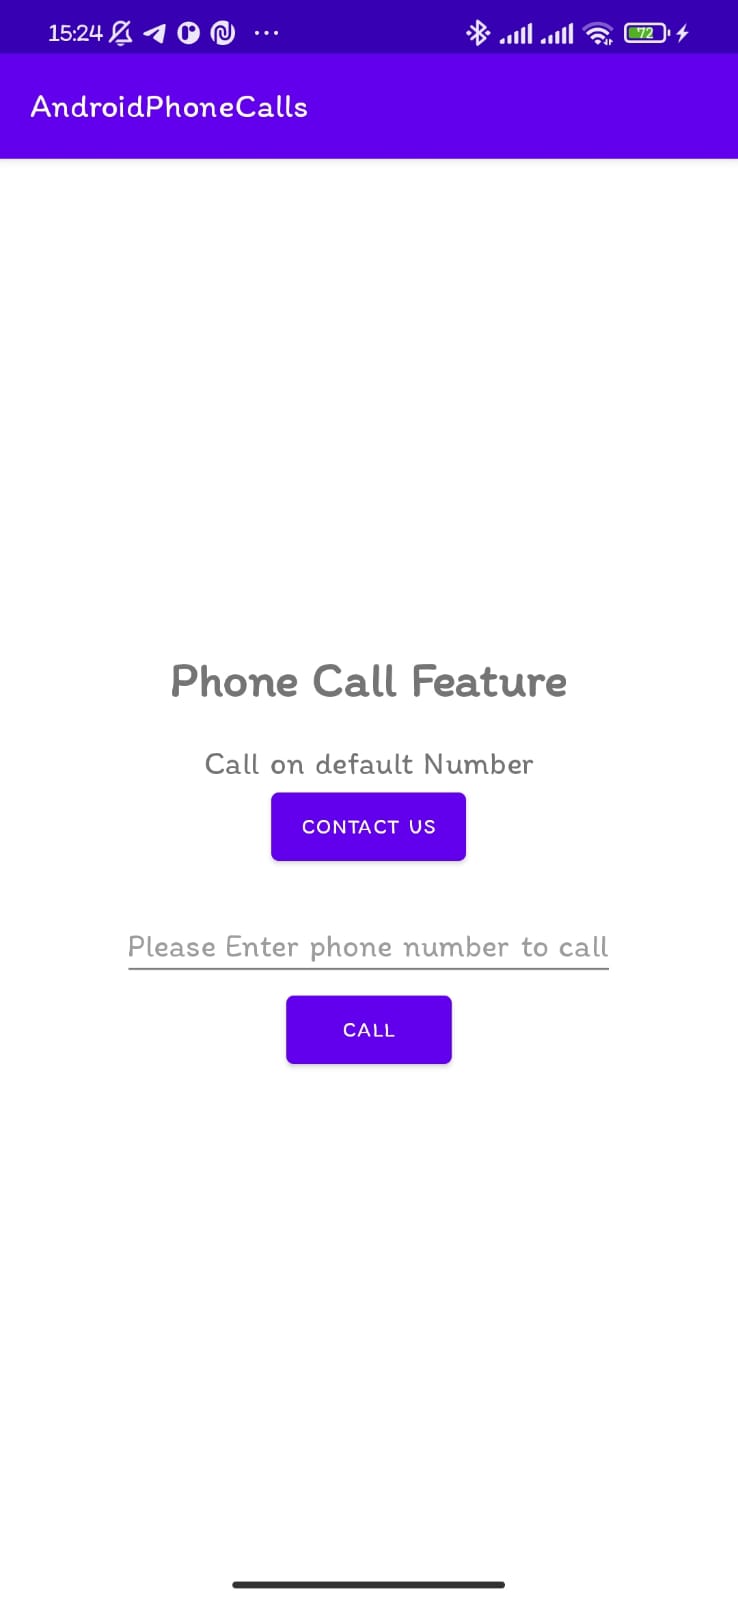 15:24
72
AndroidPhoneCalls
Phone Call Feature
Call on default Number
CONTACT US
Please Enter phone number to call
CALL